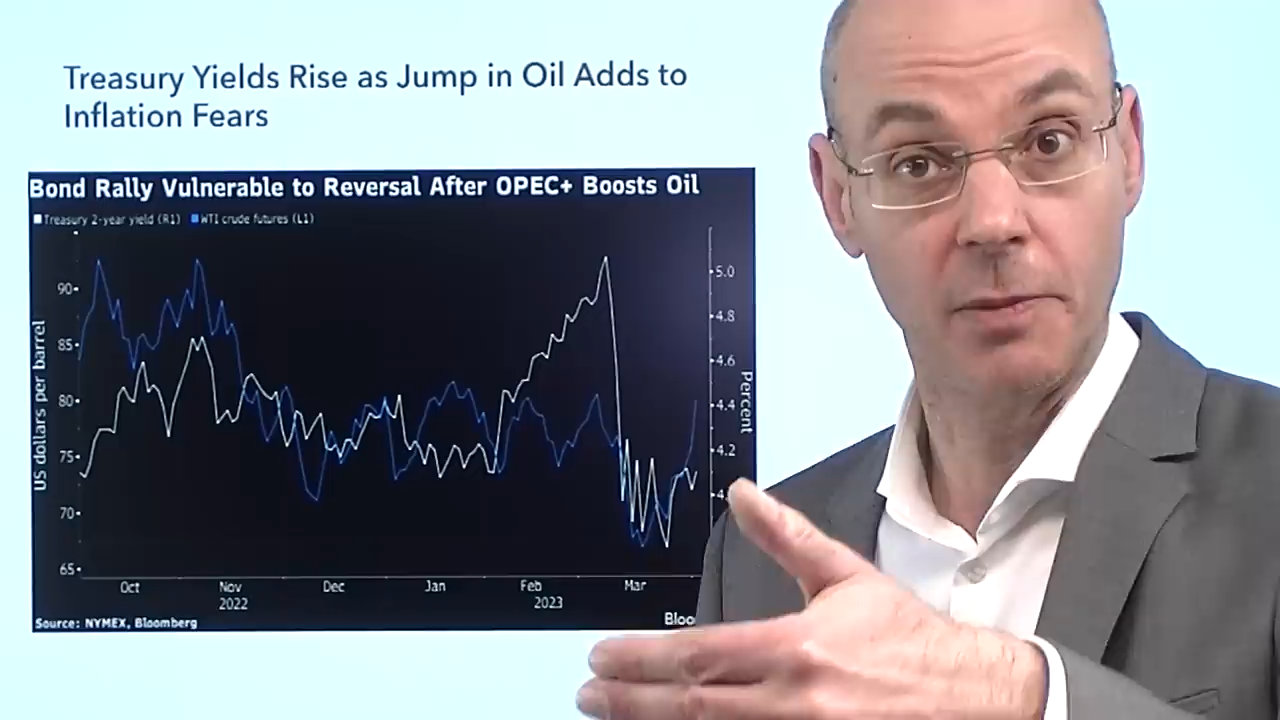 Treasury Yields Rise as Jump in Oil Adds to
Inflation Fears
Bond Rally Vulnerable to Reversal After OPEC+ Boosts Oil
Treasury 2-year yield (R1) WTI crude futures (L1)
90
85
80
75
70
65
US dollars per barrel
5.0
4.8
4.6
4.4
4.2
Percent
Oct Nov Dec Jan Feb Mar
2022 2023
Source: NYMEX, Bloomberg